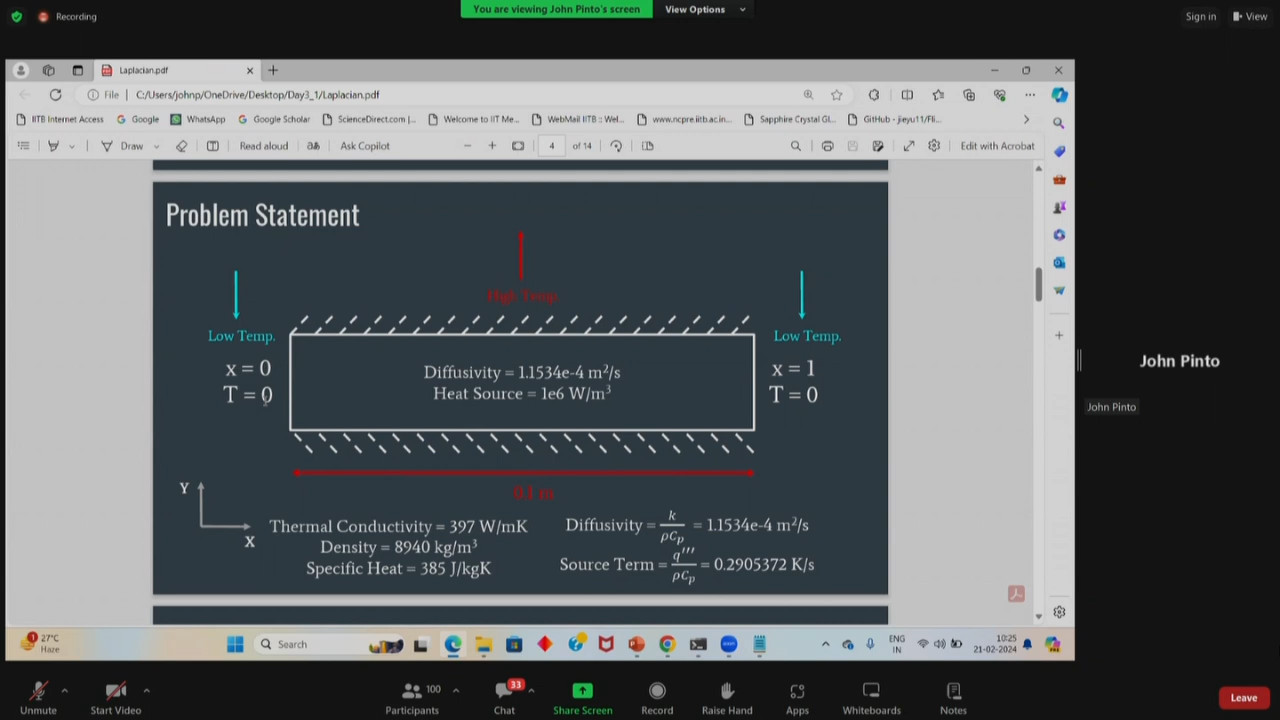 Recording
You are viewing John Pinto's screen
View Options
Sign in
View
Laplacian.pdf
File
C:/Users/johnp/OneDrive/Desktop/Day3_1/Laplacian.pdf
IITB Internet Access
Google
WhatsApp
Google Scholar
ScienceDirect.com |...
Welcome to IIT Me...
WebMail IITB :: Wel...
www.ncpre.iitb.ac.in...
Sapphire Crystal Gl...
GitHub - jieyu11/Fli...
Draw
Read aloud
Ask Copilot
4 of 14
Edit with Acrobat
Problem Statement
High Temp
Low Temp.
x = 0
T = 0
Diffusivity = 1.1534e-4 m²/s
Heat Source = 1e6 W/m³
Low Temp.
x = 1
T = 0
0.1 m
Y
X
Thermal Conductivity = 397 W/mK
Density = 8940 kg/m³
Specific Heat = 385 J/kgK
Diffusivity = k/ρCp = 1.1534e-4 m²/s
Source Term = q'''/ρCp = 0.2905372 K/s
John Pinto
John Pinto
1
27°C
Haze
Search
ENG
IN
10:25
21-02-2024
Unmute
Start Video
100
Participants
33
Chat
Share Screen
Record
Raise Hand
Apps
Whiteboards
Notes
Leave